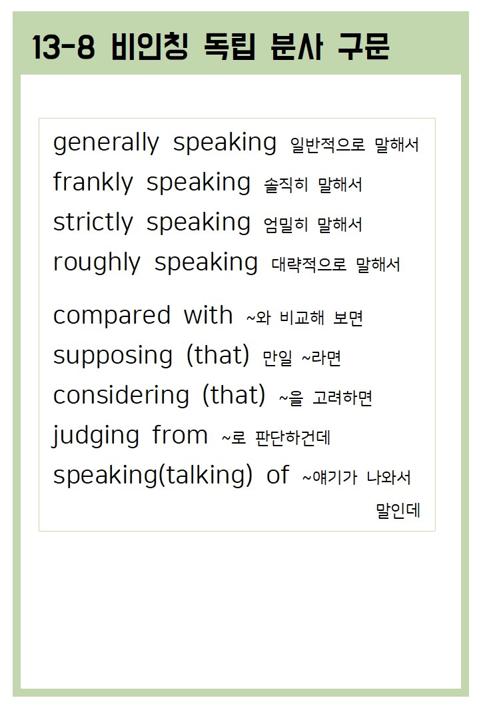 13-8 비인칭 독립 분사 구문
generally speaking 일반적으로 말해서
frankly speaking 솔직히 말해서
strictly speaking 엄밀히 말해서
roughly speaking 대략적으로 말해서
compared with ~와 비교해 보면
supposing (that) 만일 ~라면
considering (that) ~을 고려하면
judging from ~로 판단하건데
speaking(talking) of ~얘기가 나와서
말인데